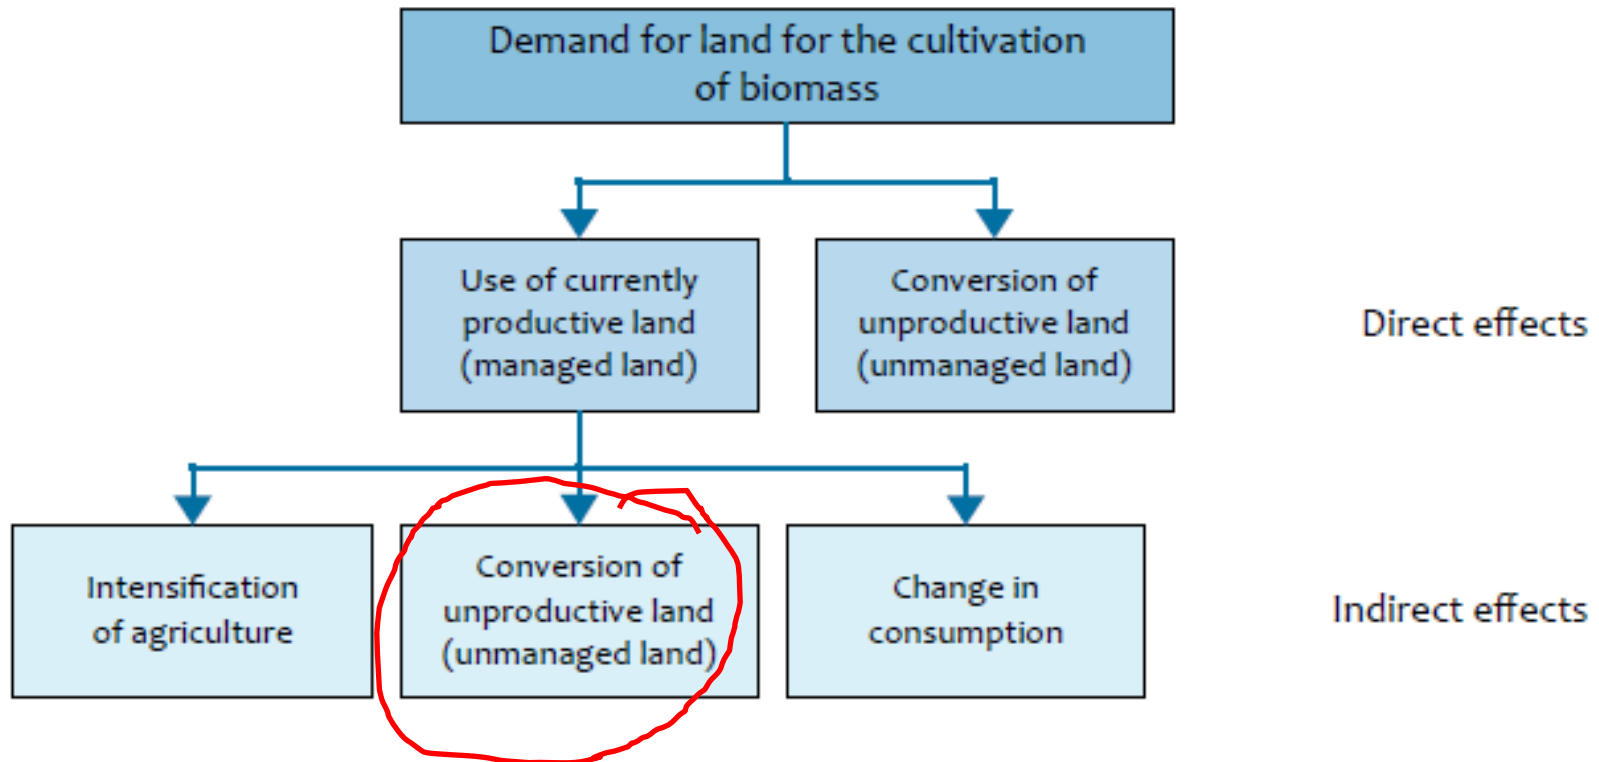 Demand for land for the cultivation
of biomass
Use of currently
productive land
(managed land)
Conversion of
unproductive land
(unmanaged land)
Direct effects
Intensification
of agriculture
Conversion of
unproductive land
(unmanaged land)
Change in
consumption
Indirect effects